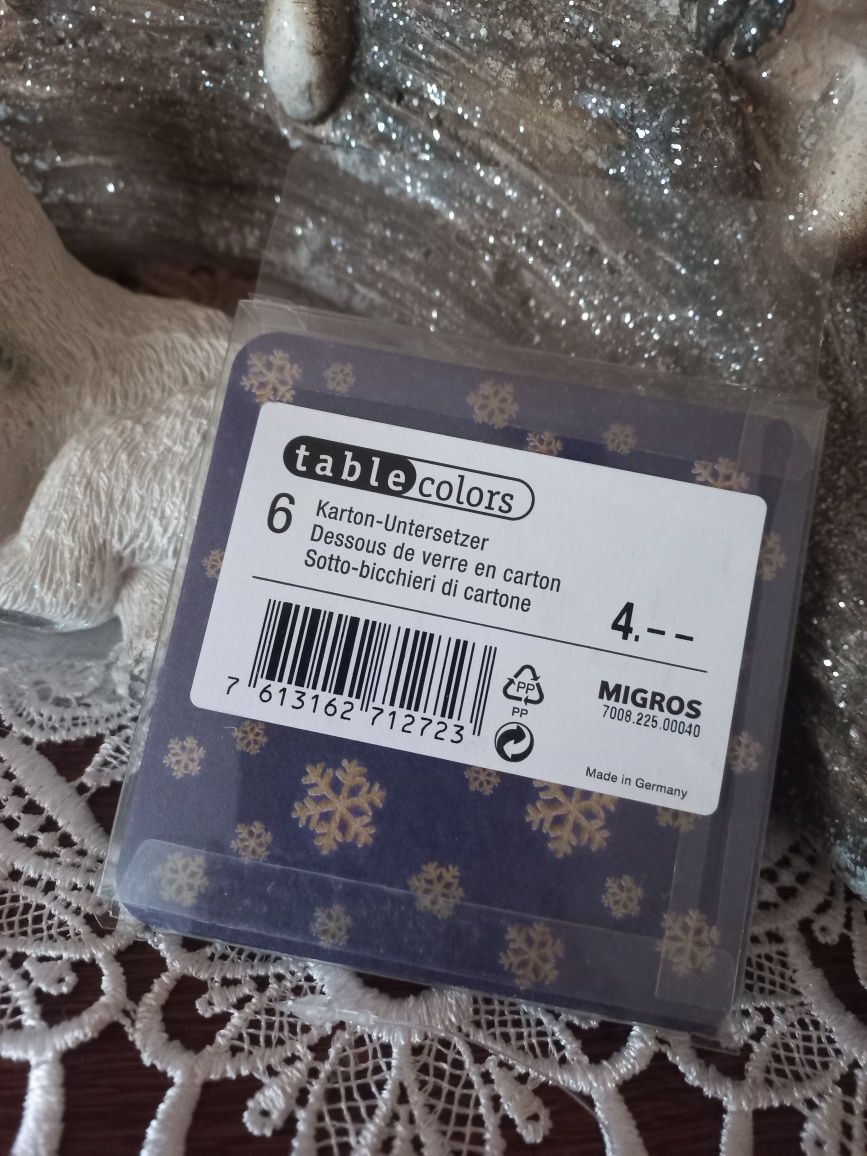 table colors
6 Karton-Untersetzer
Dessous de verre en carton
Sotto-bicchieri di cartone
4.--
7 613162 712723
PP
PP
MIGROS
7008.225.00040
Made in Germany